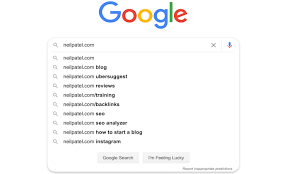 Google
neilpatel.com
neilpatel.com
neilpatel.com blog
neilpatel.com ubersuggest
neilpatel.com reviews
neilpatel.com/training
neilpatel.com/backlinks
neilpatel.com seo
neilpatel.com seo analyzer
neilpatel.com how to start a blog
neilpatel.com instagram
Google Search I'm Feeling Lucky
Report inappropriate predictions